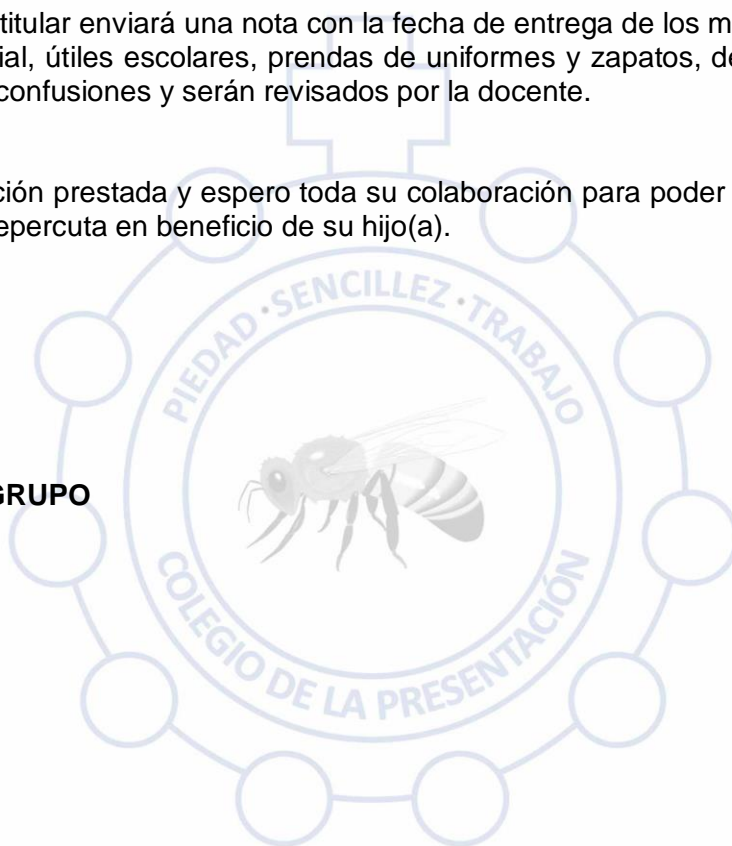 titular enviará una nota con la fecha de entrega de los m
ial, útiles escolares, prendas de uniformes y zapatos, de
confusiones y serán revisados por la docente.
ción prestada y espero toda su colaboración para poder
epercuta en beneficio de su hijo(a).
PIEDAD·SENCILLEZ·TRABAJO
GRUPO
COLEGIO DE LA PRESENTACIÓN